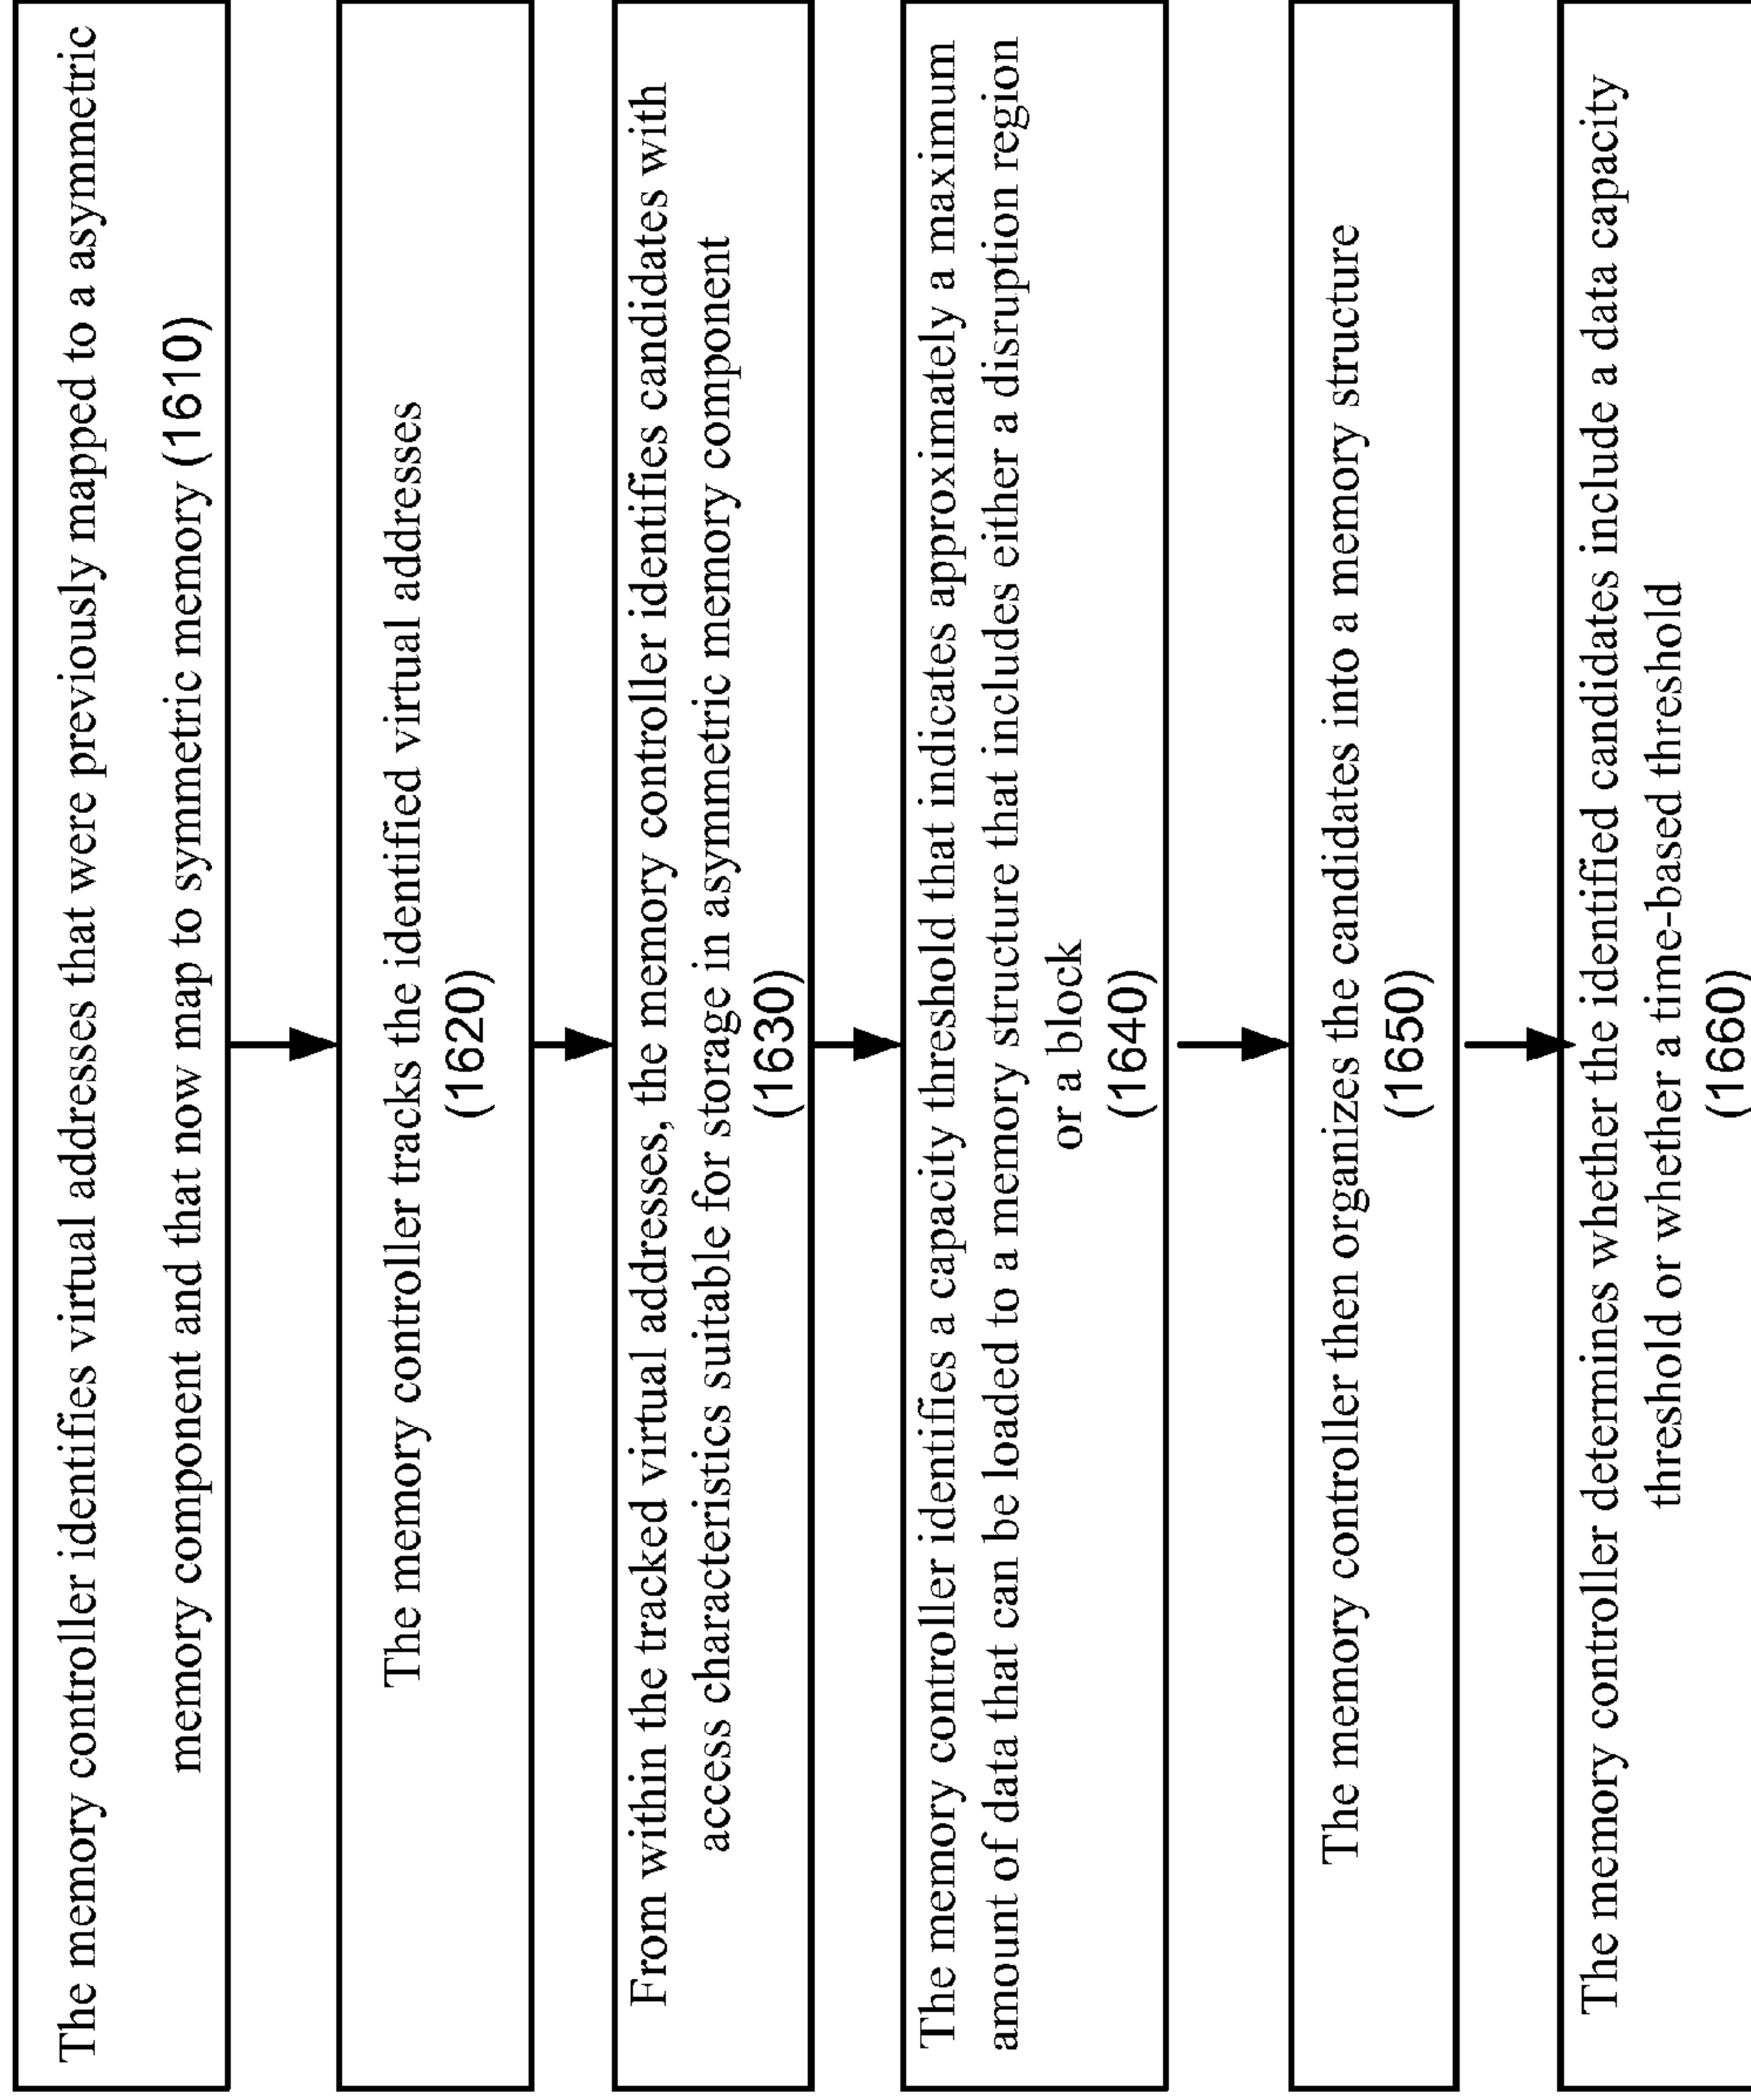 The memory controller identifies virtual addresses that were previously mapped to a asymmetric
memory component and that now map to symmetric memory (1610)
The memory controller tracks the identified virtual addresses
(1620)
From within the tracked virtual addresses, the memory controller identifies candidates with
access characteristics suitable for storage in asymmetric memory component
(1630)
The memory controller identifies a capacity threshold that indicates approximately a maximum
amount of data that can be loaded to a memory structure that includes either a disruption region
or a block
(1640)
The memory controller then organizes the candidates into a memory structure
(1650)
The memory controller determines whether the identified candidates include a data capacity
threshold or whether a time-based threshold
(1660)